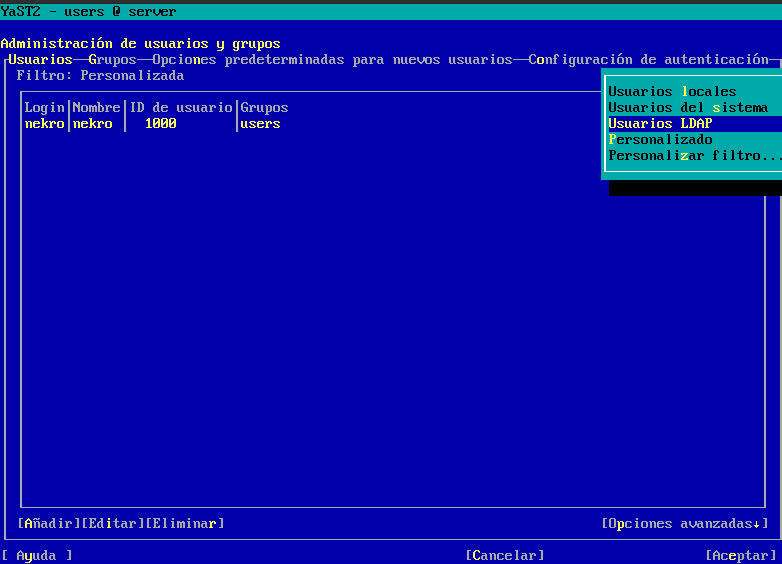 YaST2 - users @ server
Administración de usuarios y grupos
Usuarios Grupos Opciones predeterminadas para nuevos usuarios Configuración de autenticación
Filtro: Personalizada
Usuarios locales
Usuarios del sistema
Usuarios LDAP
Personalizado
Personalizar filtro...
Login|Nombre|ID de usuario|Grupos
nekro|nekro | 1000 |users
[Añadir][Editar][Eliminar] [Opciones avanzadas↓]
[ Ayuda ] [Cancelar] [Aceptar]